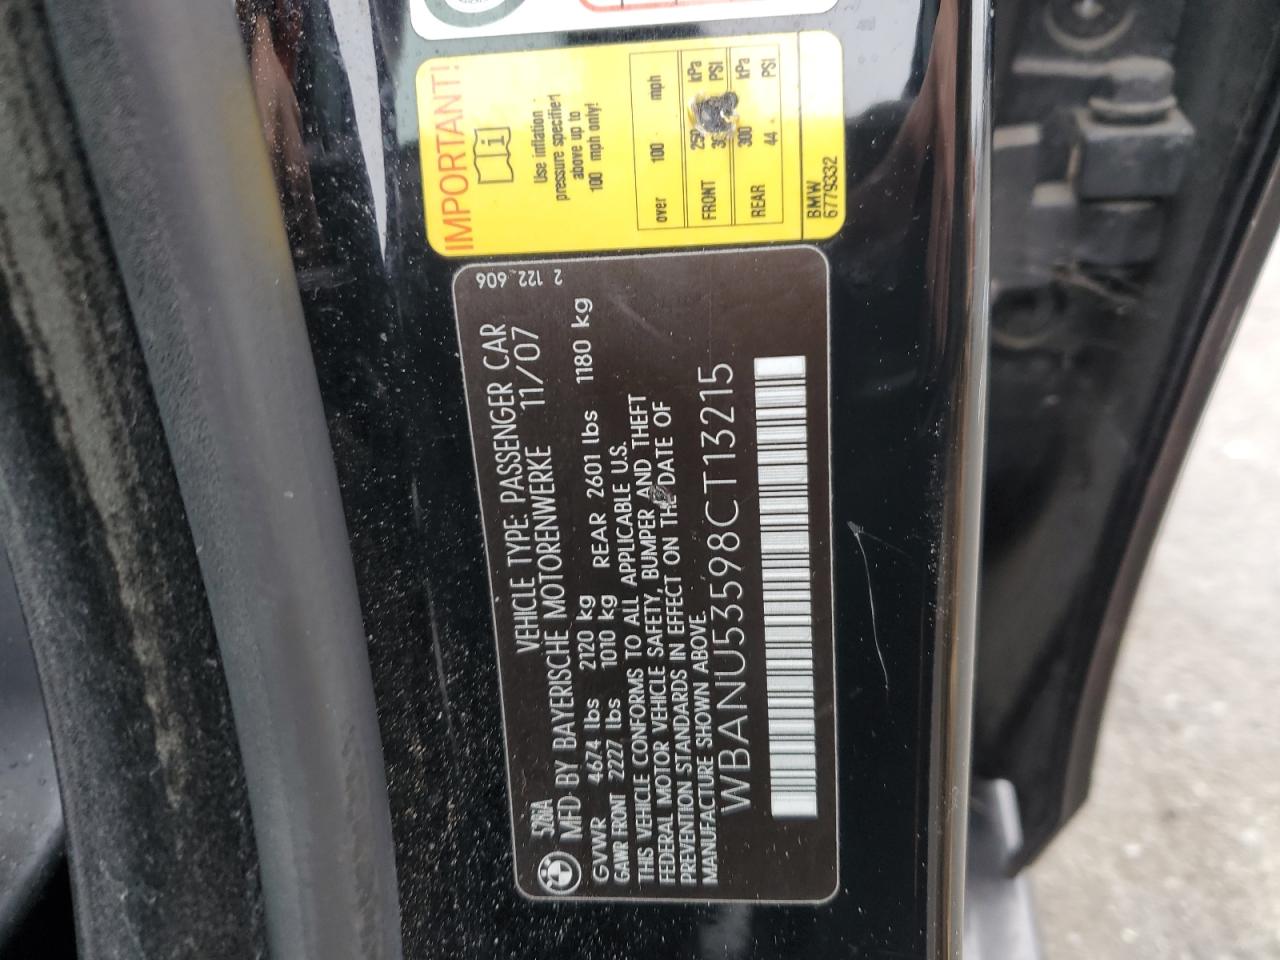 IMPORTANT!
i
Use inflation
pressure specified
above up to
100 mph only!
over 100 mph
FRONT kPa
PSI
REAR 300 kPa
44 PSI
BMW
6779332
2 122 606
528iA VEHICLE TYPE: PASSENGER CAR
MFD BY BAYERISCHE MOTORENWERKE 11/07
GVWR 4674 lbs 2120 kg
GAWR FRONT 2227 lbs 1010 kg REAR 2601 lbs 1180 kg
THIS VEHICLE CONFORMS TO ALL APPLICABLE U.S.
FEDERAL MOTOR VEHICLE SAFETY, BUMPER AND THEFT
PREVENTION STANDARDS IN EFFECT ON THE DATE OF
MANUFACTURE SHOWN ABOVE
WBANU53598CT13215